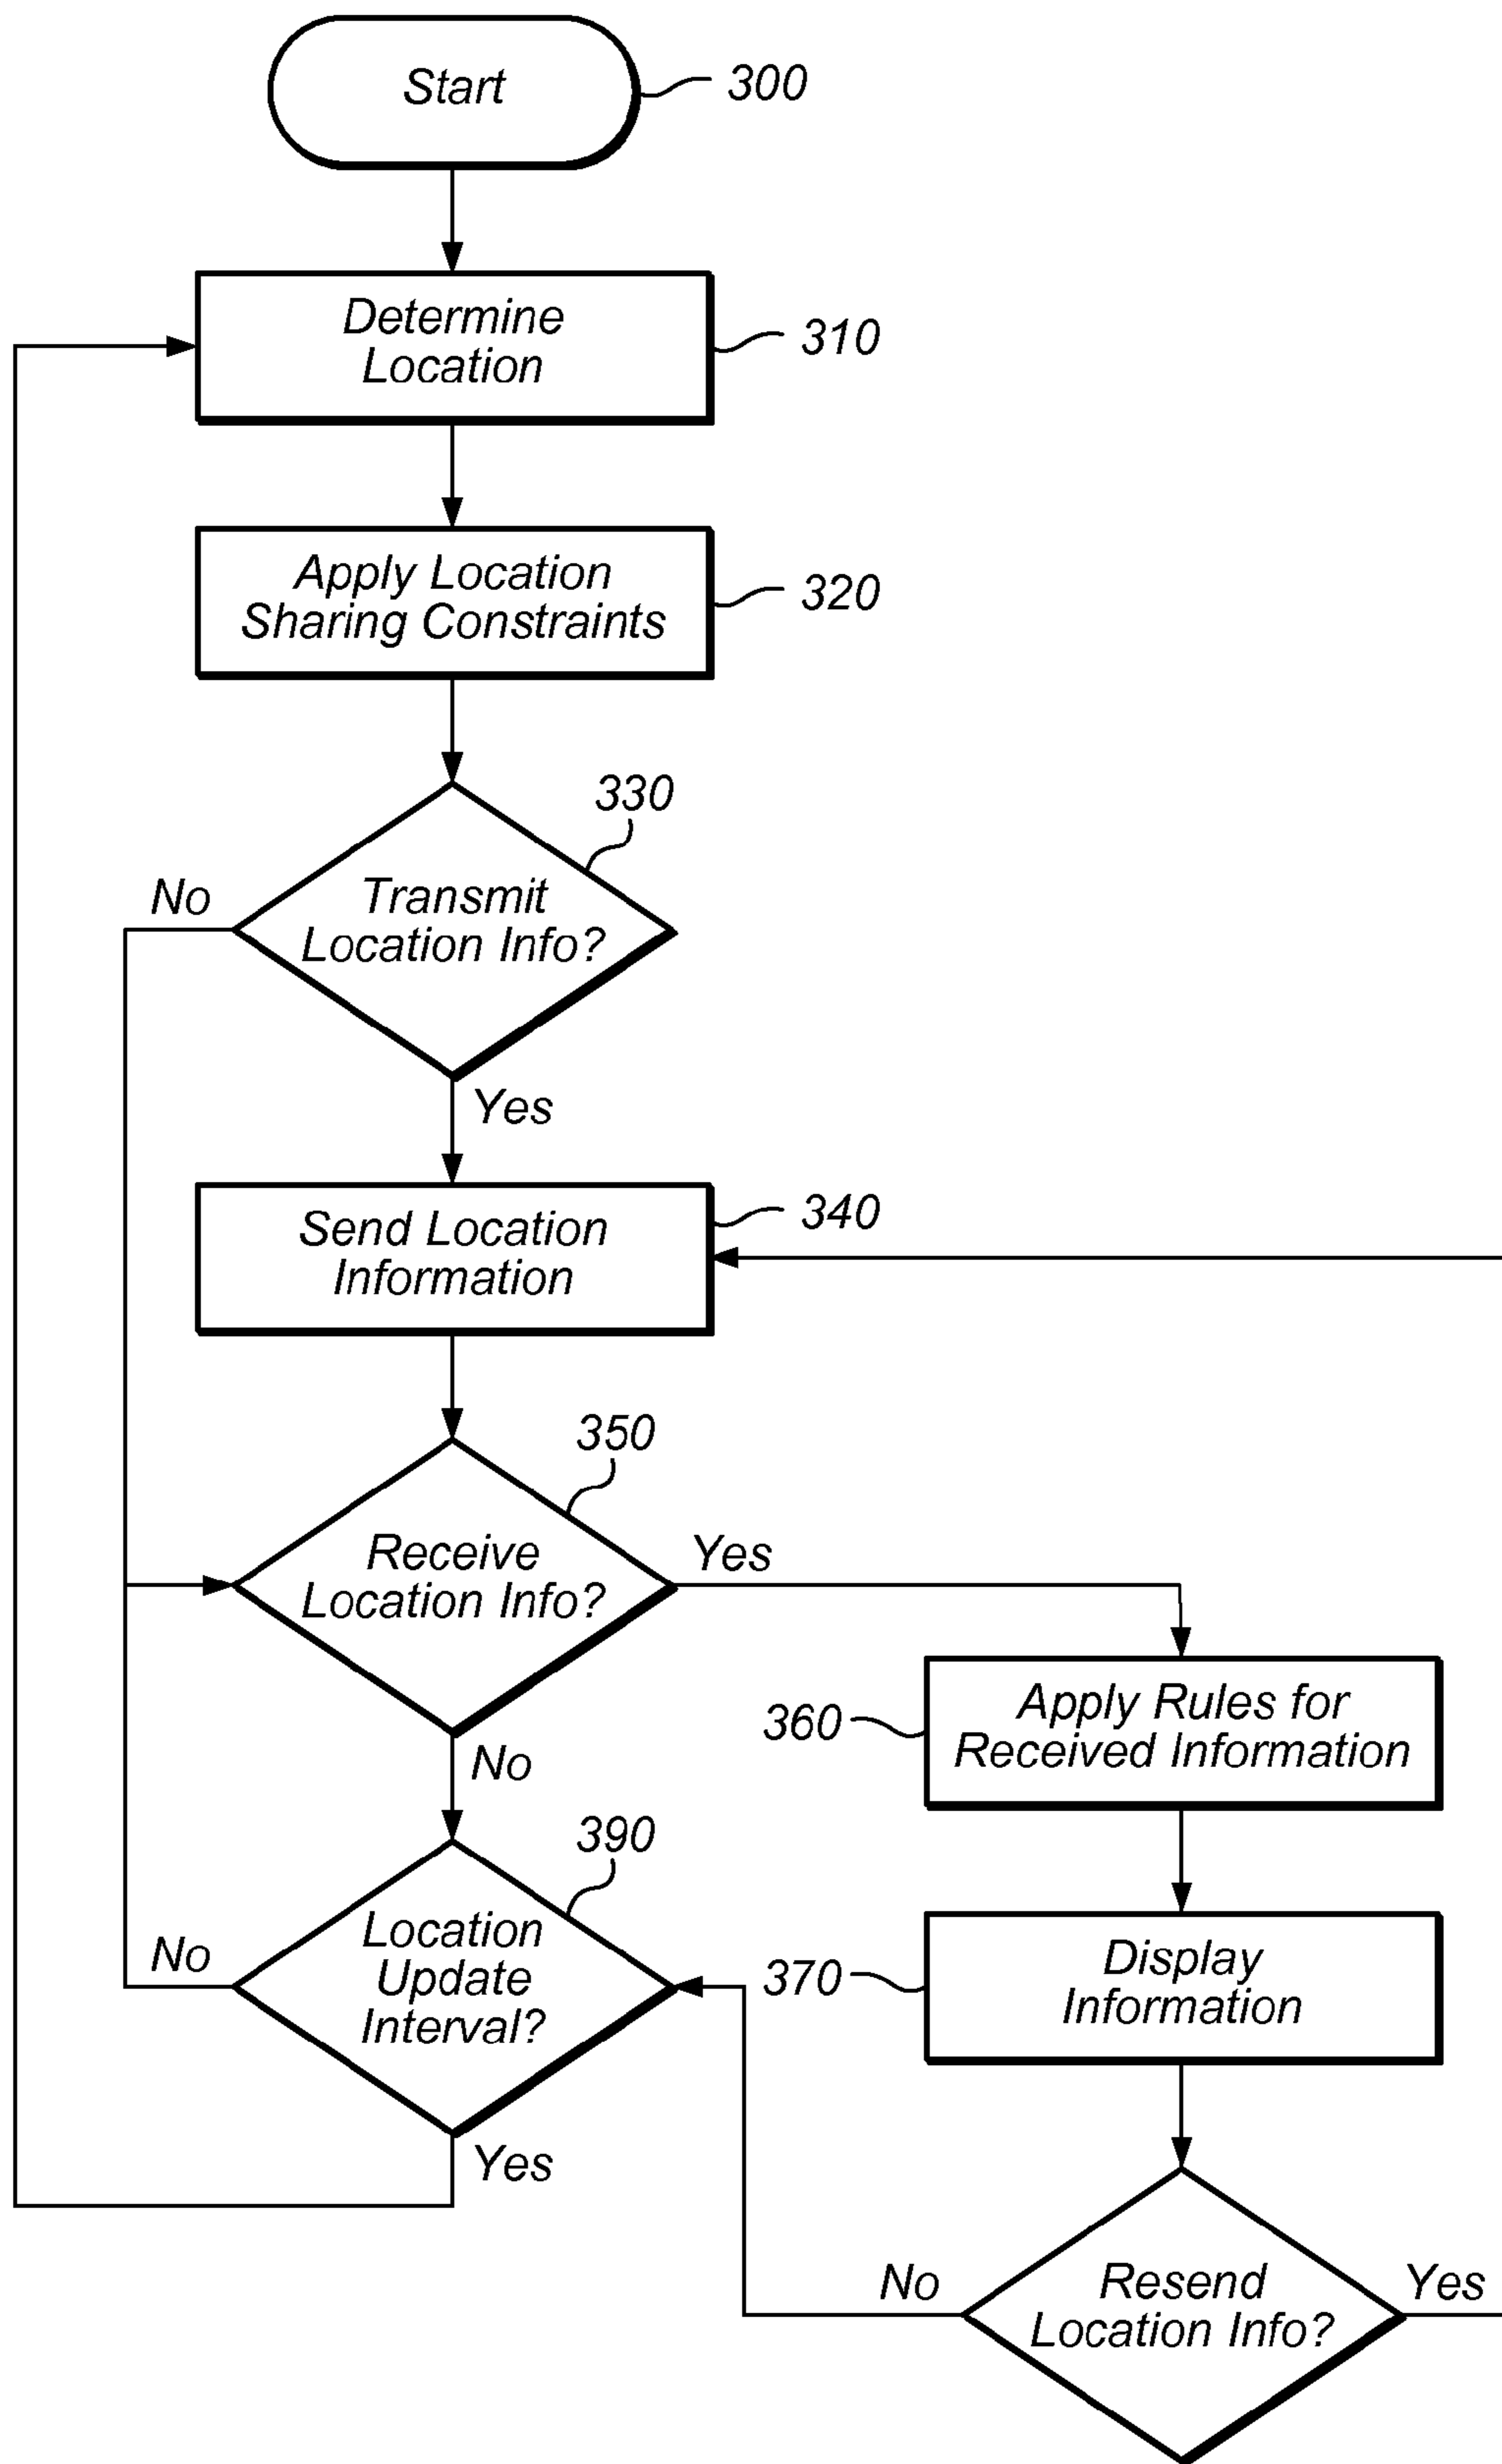 Start
300
Determine
Location
310
Apply Location
Sharing Constraints
320
330
No
Transmit
Location Info?
Yes
Send Location
Information
340
350
Receive
Location Info?
Yes
No
360
Apply Rules for
Received Information
390
Location
Update
Interval?
No
Yes
370
Display
Information
No
Resend
Location Info?
Yes